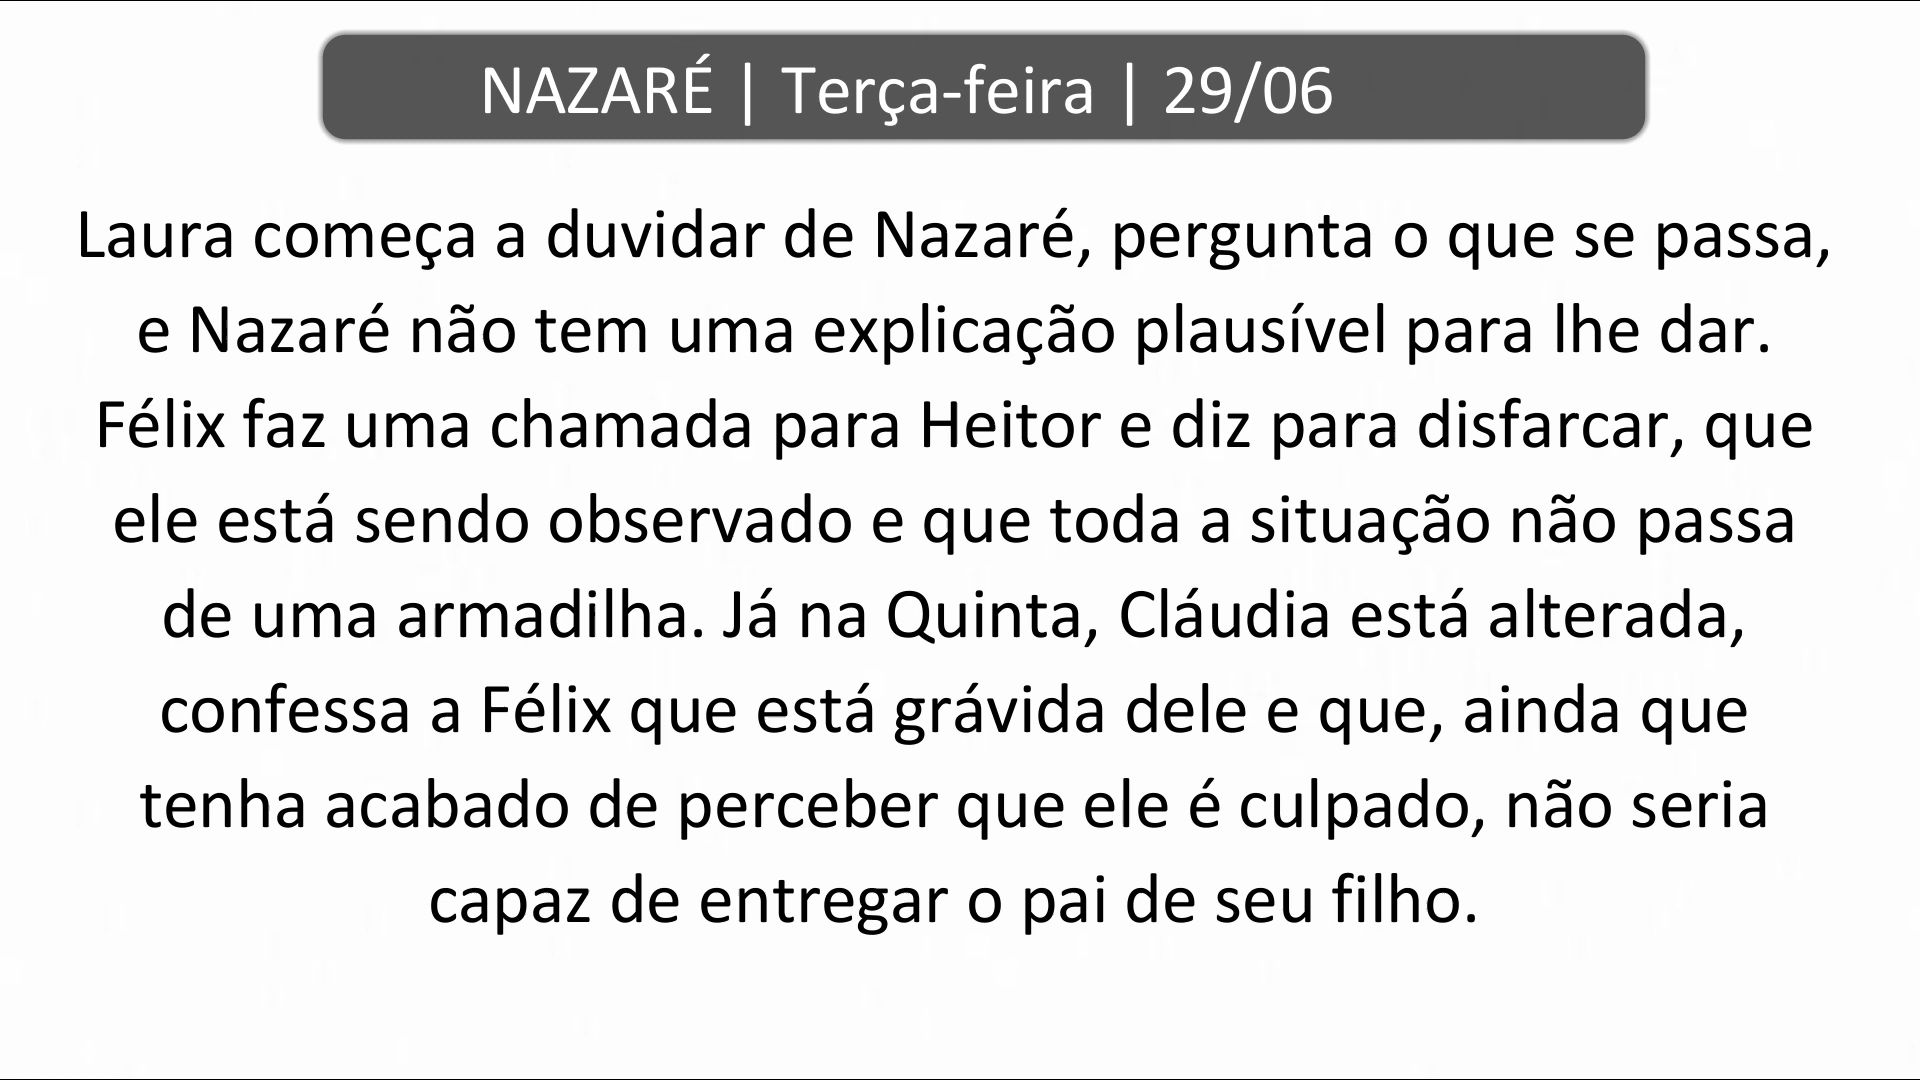 NAZARÉ | Terça-feira | 29/06
Laura começa a duvidar de Nazaré, pergunta o que se passa,
e Nazaré não tem uma explicação plausível para lhe dar.
Félix faz uma chamada para Heitor e diz para disfarcar, que
ele está sendo observado e que toda a situação não passa
de uma armadilha. Já na Quinta, Cláudia está alterada,
confessa a Félix que está grávida dele e que, ainda que
tenha acabado de perceber que ele é culpado, não seria
capaz de entregar o pai de seu filho.